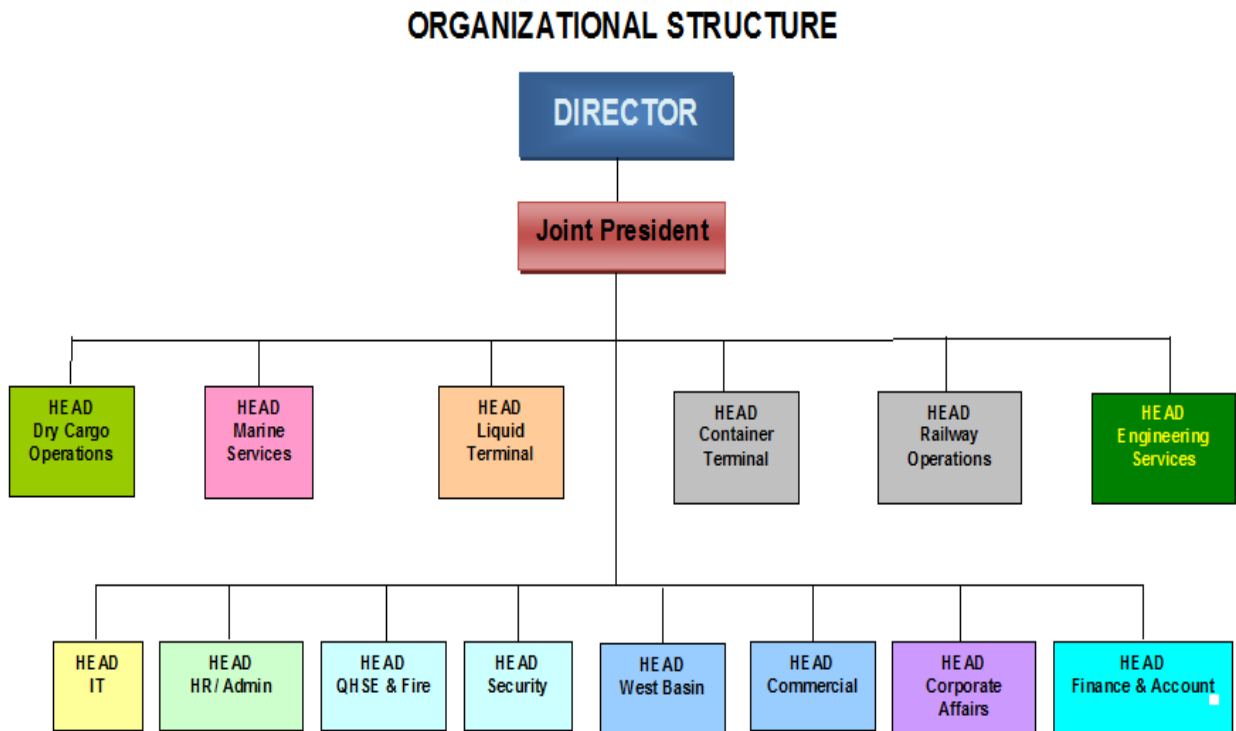 ORGANIZATIONAL STRUCTURE
DIRECTOR
Joint President
HEAD
Dry Cargo
Operations
HEAD
Marine
Services
HEAD
Liquid
Terminal
HEAD
Container
Terminal
HEAD
Railway
Operations
HEAD
Engineering
Services
HEAD
IT
HEAD
HR/ Admin
HEAD
QHSE & Fire
HEAD
Security
HEAD
West Basin
HEAD
Commercial
HEAD
Corporate
Affairs
HEAD
Finance & Account